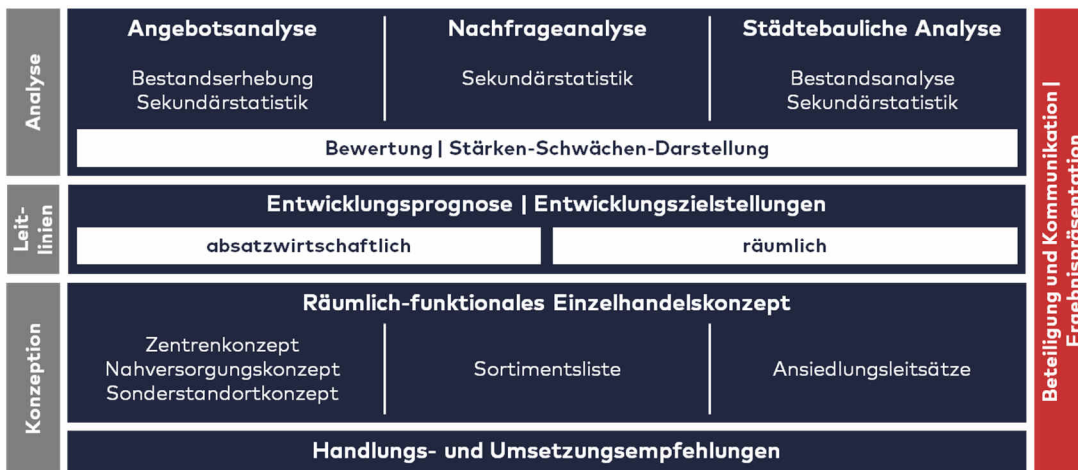 Analyse
Angebotsanalyse
Bestandserhebung
Sekundärstatistik
Nachfrageanalyse
Sekundärstatistik
Städtebauliche Analyse
Bestandsanalyse
Sekundärstatistik
Bewertung | Stärken-Schwächen-Darstellung
Leit-
linien
Entwicklungsprognose | Entwicklungszielstellungen
absatzwirtschaftlich
räumlich
Konzeption
Räumlich-funktionales Einzelhandelskonzept
Zentrenkonzept
Nahversorgungskonzept
Sonderstandortkonzept
Sortimentsliste
Ansiedlungsleitsätze
Handlungs- und Umsetzungsempfehlungen
Beteiligung und Kommunikation |
Ergebnispräsentation